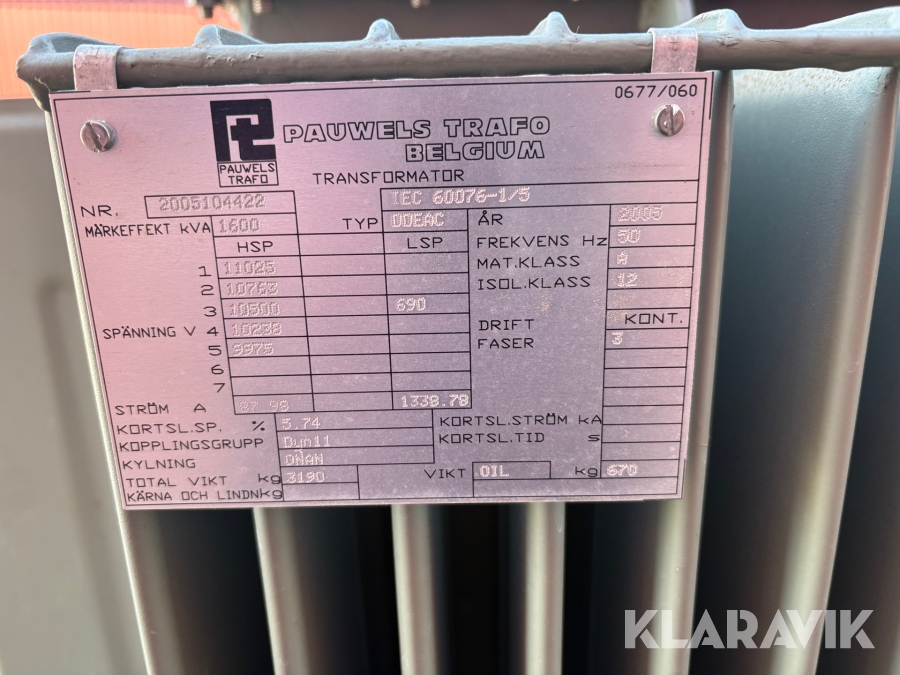 0677/060
PAUWELS TRAFO
BELGIUM
PAUWELS
TRAFO
TRANSFORMATOR
IEC 60076-1/5
NR. 2005104422
MÄRKEFFEKT kVA 1600 TYP DDEAC
HSP LSP
1 11025
2 10763
3 10500 690
SPÄNNING V 4 10238
5 9975
6
7
STRÖM A 87.98 1338.78
KORTSL.SP. % 5.74
KOPPLINGSGRUPP Dyn11
KYLNING ONAN
TOTAL VIKT kg 3190 VIKT OIL kg 670
KÄRNA OCH LINDN kg
ÅR 2005
FREKVENS Hz 50
MAT.KLASS A
ISOL.KLASS 12
DRIFT KONT.
FASER 3
KORTSL.STRÖM kA
KORTSL.TID s
KLARAVIK